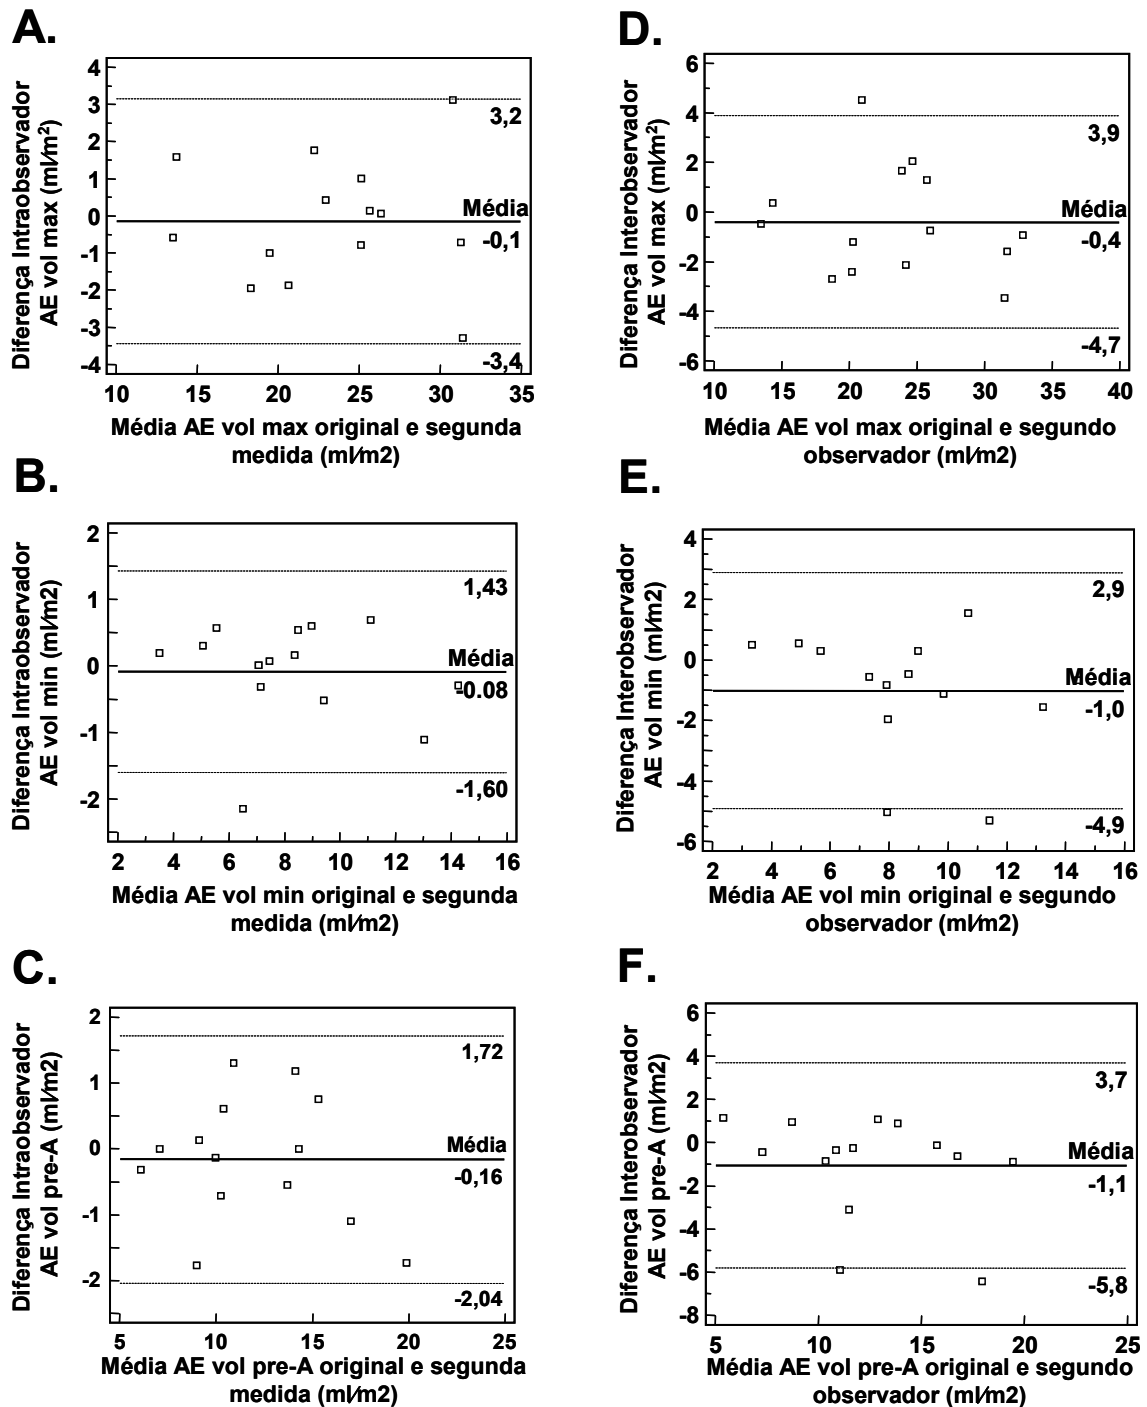 A.
Diferença Intraobservador
AE vol max (ml/m²)
4
3
2
1
0
-1
-2
-3
-4
3,2
Média
-0,1
-3,4
10 15 20 25 30 35
Média AE vol max original e segunda
medida (ml/m2)
D.
Diferença Interobservador
AE vol max (ml/m²)
6
4
2
0
-2
-4
-6
3,9
Média
-0,4
-4,7
10 15 20 25 30 35 40
Média AE vol max original e segundo
observador (ml/m2)
B.
Diferença Intraobservador
AE vol min (ml/m2)
2
1
0
-1
-2
1,43
Média
-0.08
-1,60
2 4 6 8 10 12 14 16
Média AE vol min original e segunda
medida (ml/m2)
E.
Diferença Interobservador
AE vol min (ml/m2)
4
2
0
-2
-4
-6
2,9
Média
-1,0
-4,9
2 4 6 8 10 12 14 16
Média AE vol min original e segundo
observador (ml/m2)
C.
Diferença Intraobservador
AE vol pre-A (ml/m2)
2
1
0
-1
-2
1,72
Média
-0,16
-2,04
5 10 15 20 25
Média AE vol pre-A original e segunda
medida (ml/m2)
F.
Diferença Interobservador
AE vol pre-A (ml/m2)
6
4
2
0
-2
-4
-6
-8
3,7
Média
-1,1
-5,8
5 10 15 20 25
Média AE vol pre-A original e segundo
observador (ml/m2)